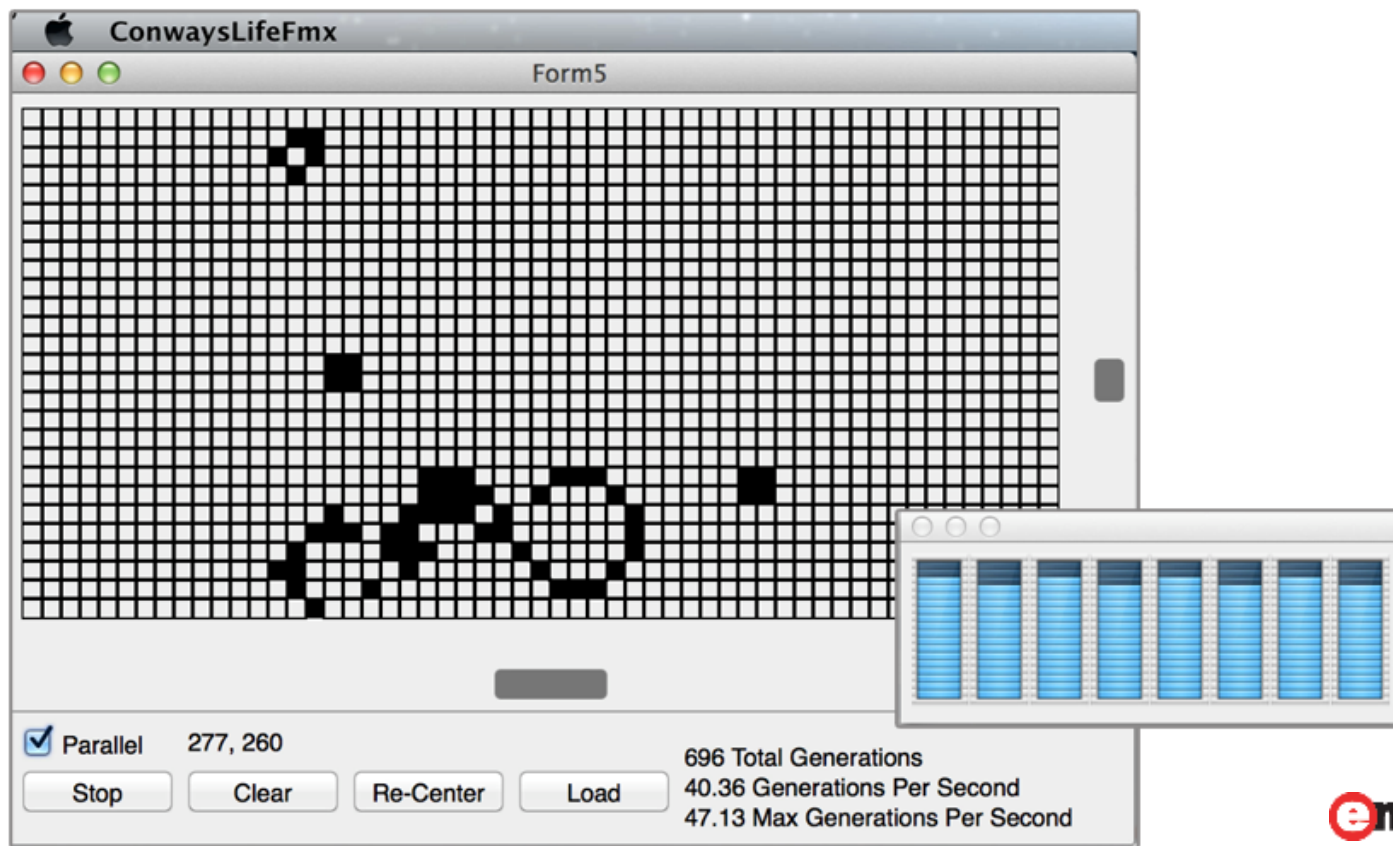 ConwaysLifeFmx
Form5
Parallel
277, 260
Stop
Clear
Re-Center
Load
696 Total Generations
40.36 Generations Per Second
47.13 Max Generations Per Second